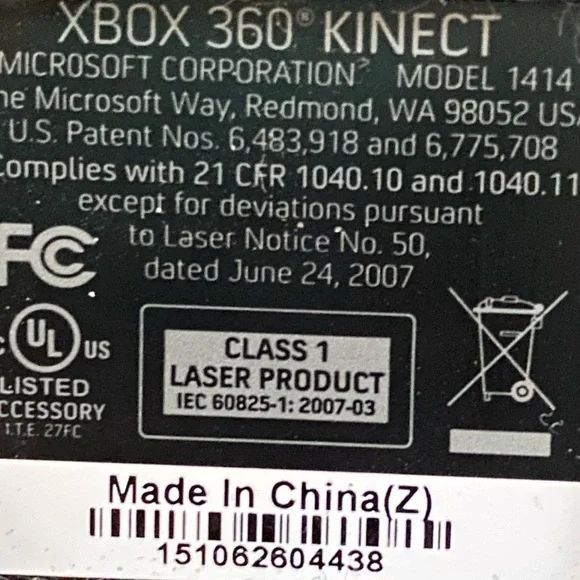 XBOX 360® KINECT
MICROSOFT CORPORATION MODEL 1414
Microsoft Way, Redmond, WA 98052
U.S. Patent Nos. 6,483,918 and 6,775,708
Complies with 21 CFR 1040.10 and 1040.11
except for deviations pursuant
to Laser Notice No. 50,
dated June 24, 2007
FC
C UL US
LISTED
I.T.E. 27FC
CLASS 1
LASER PRODUCT
IEC 60825-1: 2007-03
Made In China(Z)
151062604438